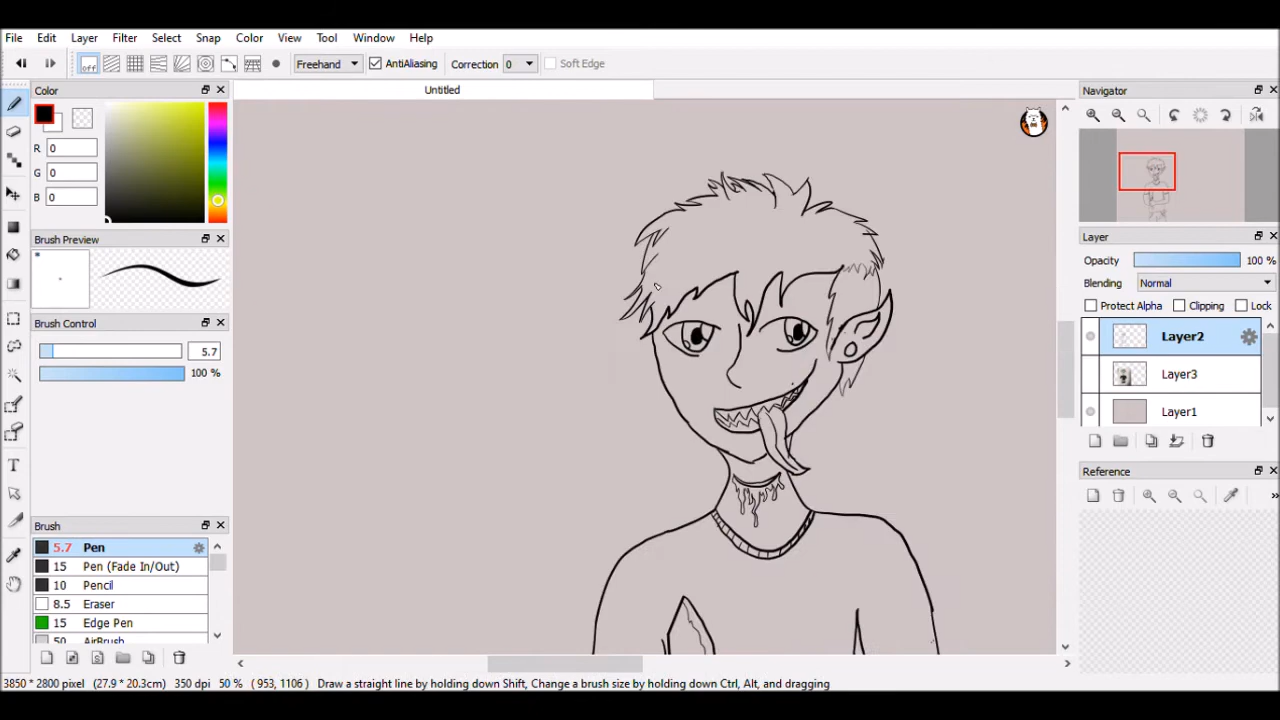 File Edit Layer Filter Select Snap Color View Tool Window Help
off Freehand AntiAliasing Correction 0 Soft Edge
Color
R 0
G 0
B 0
Brush Preview
Brush Control
5.7
100 %
Brush
5.7 Pen
15 Pen (Fade In/Out)
10 Pencil
8.5 Eraser
15 Edge Pen
50 AirBrush
Untitled
Navigator
Layer
Opacity 100 %
Blending Normal
Protect Alpha Clipping Lock
Layer2
Layer3
Layer1
Reference
3850 * 2800 pixel (27.9 * 20.3cm) 350 dpi 50 % ( 953, 1106 ) Draw a straight line by holding down Shift, Change a brush size by holding down Ctrl, Alt, and dragging